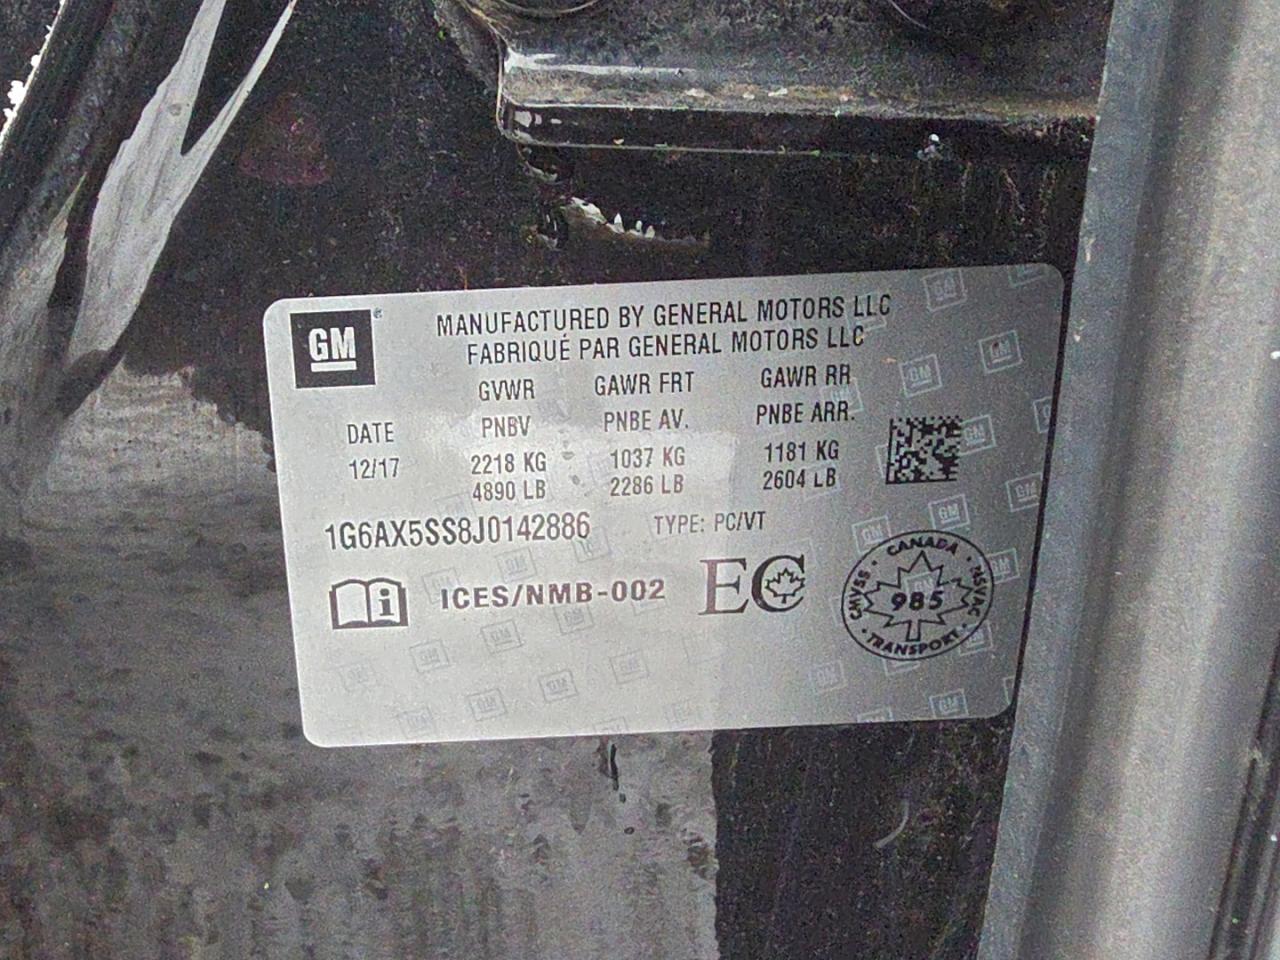 GM
MANUFACTURED BY GENERAL MOTORS LLC
FABRIQUÉ PAR GENERAL MOTORS LLC
GVWR GAWR FRT GAWR RR
DATE PNBV PNBE AV. PNBE ARR.
12/17 2218 KG 1037 KG 1181 KG
4890 LB 2286 LB 2604 LB
1G6AX5SS8J0142886 TYPE: PC/VT
i ICES/NMB-002 EC
CANADA
CMVSS · NSVAC
985
TRANSPORT